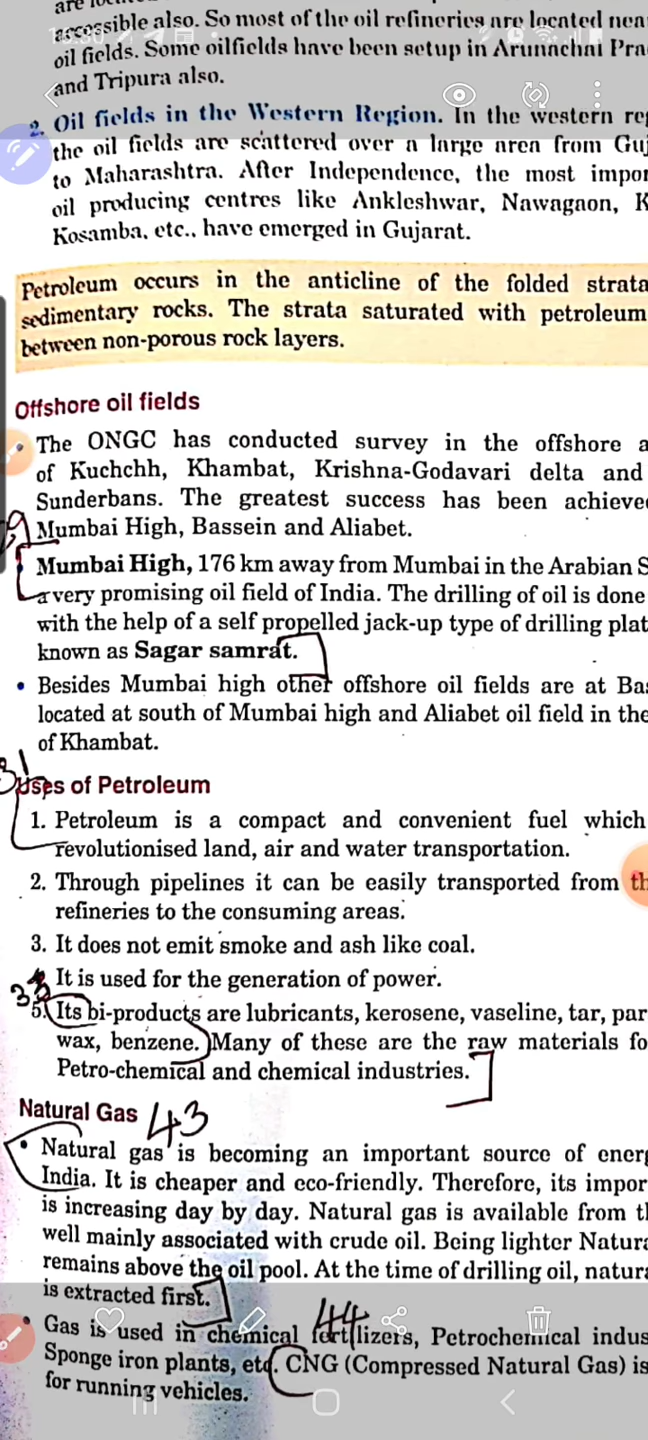 accessible also. So most of the oil refineries are located
oil fields. Some oilfields have been setup in Arunachal
and Tripura also.
2. Oil fields in the Western Region. In the western
the oil fields are scattered over a large area from
to Maharashtra. After Independence, the most
oil producing centres like Ankleshwar, Nawagaon, K
Kosamba, etc., have emerged in Gujarat.
Petroleum occurs in the anticline of the folded strata
sedimentary rocks. The strata saturated with petroleum
between non-porous rock layers.
Offshore oil fields
The ONGC has conducted survey in the offshore a
of Kuchchh, Khambat, Krishna-Godavari delta and
Sunderbans. The greatest success has been achieve
Mumbai High, Bassein and Aliabet.
Mumbai High, 176 km away from Mumbai in the Arabian S
a very promising oil field of India. The drilling of oil is done
with the help of a self propelled jack-up type of drilling plat
known as Sagar samrat.
• Besides Mumbai high other offshore oil fields are at Ba
located at south of Mumbai high and Aliabet oil field in the
of Khambat.
31
Uses of Petroleum
1. Petroleum is a compact and convenient fuel which
revolutionised land, air and water transportation.
2. Through pipelines it can be easily transported from th
refineries to the consuming areas.
3. It does not emit smoke and ash like coal.
It is used for the generation of power.
33
5. Its bi-products are lubricants, kerosene, vaseline, tar, par
wax, benzene. Many of these are the raw materials fo
Petro-chemical and chemical industries.
Natural Gas 43
• Natural gas is becoming an important source of ener
India. It is cheaper and eco-friendly. Therefore, its impor
is increasing day by day. Natural gas is available from t
well mainly associated with crude oil. Being lighter Natur
remains above the oil pool. At the time of drilling oil, natur
is extracted first.
44
• Gas is used in chemical fertilizers, Petrochemical indus
Sponge iron plants, etc. CNG (Compressed Natural Gas) is
for running vehicles.